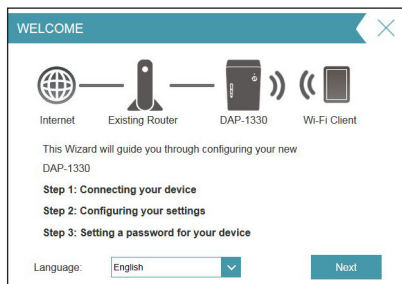 WELCOME
Internet Existing Router DAP-1330 Wi-Fi Client
This Wizard will guide you through configuring your new
DAP-1330
Step 1: Connecting your device
Step 2: Configuring your settings
Step 3: Setting a password for your device
Language: English Next